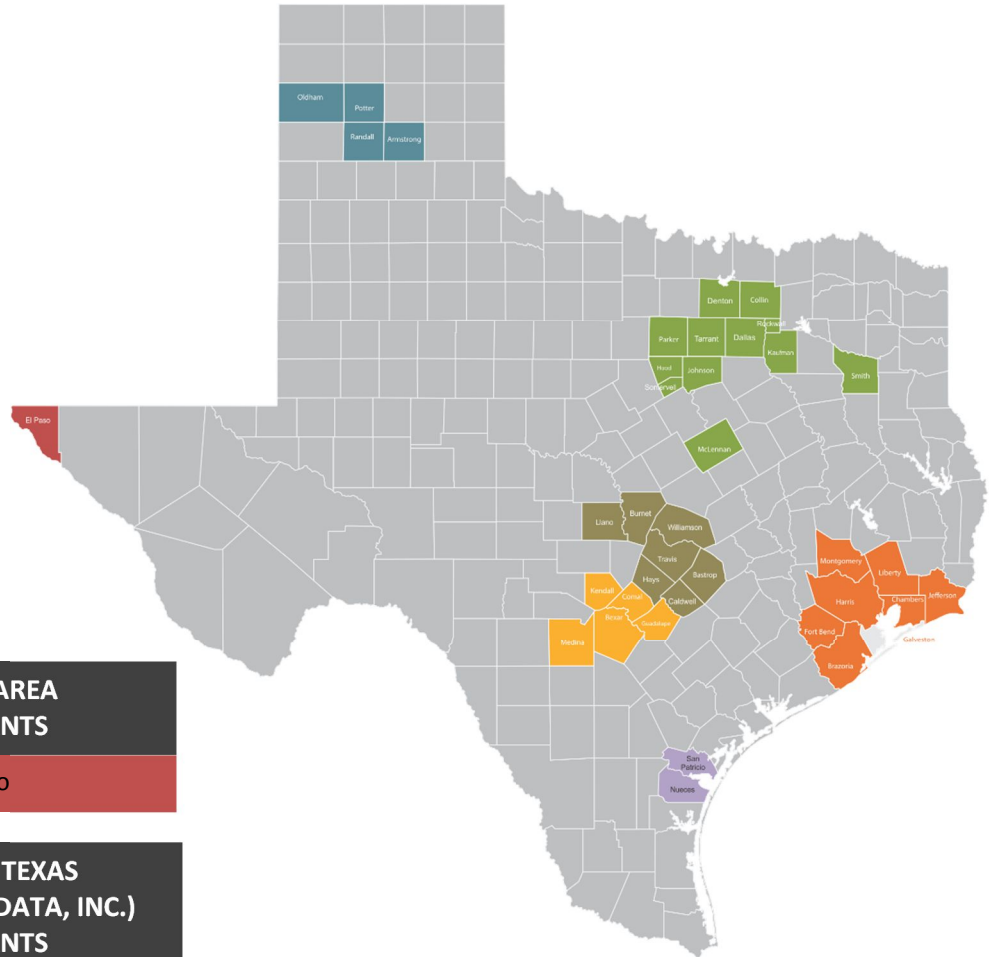 Oldham
Potter
Randall
Armstrong
Denton
Collin
Rockwall
Parker
Tarrant
Dallas
Kaufman
Hood
Johnson
Somervell
Smith
El Paso
McLennan
Burnet
Llano
Williamson
Travis
Hays
Bastrop
Caldwell
Kendall
Comal
Bexar
Guadalupe
Medina
Montgomery
Liberty
Jefferson
Harris
Chambers
Fort Bend
Galveston
Brazoria
San
Patricio
Nueces
AREA
NTS
o
TEXAS
DATA, INC.)
NTS